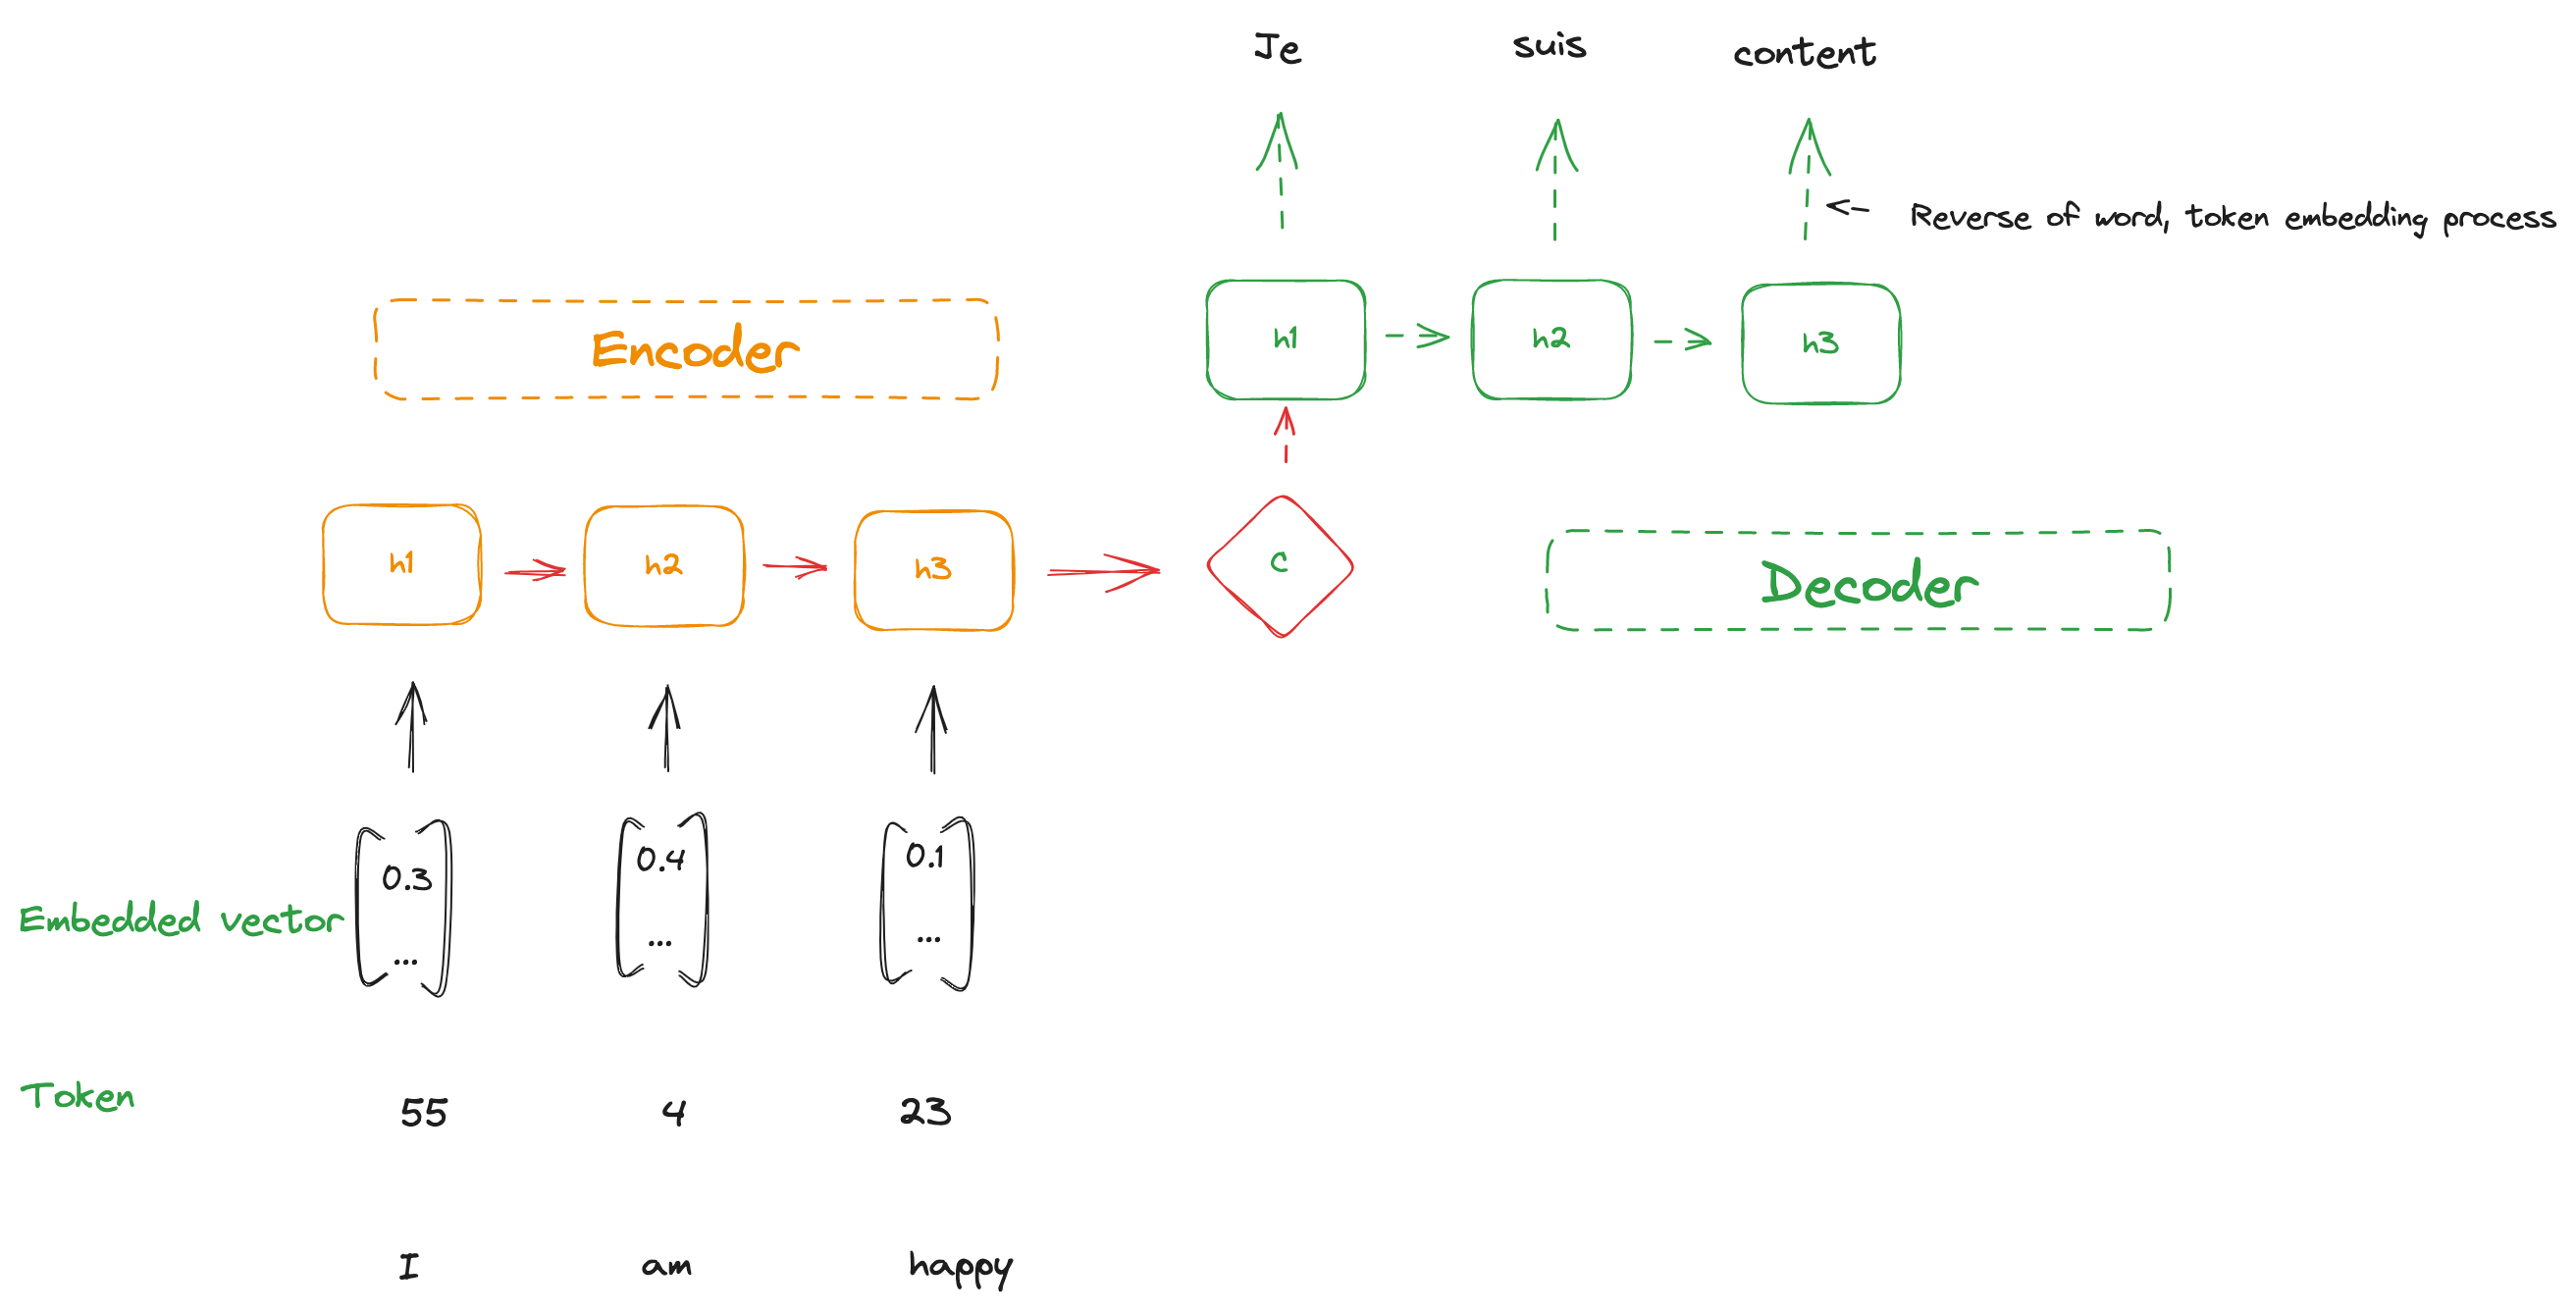 Je suis content
Reverse of word, token embedding process
Encoder
h1 h2 h3
h1 h2 h3 c
Decoder
0.3 0.4 0.1
Embedded vector
... ... ...
Token 55 4 23
I am happy